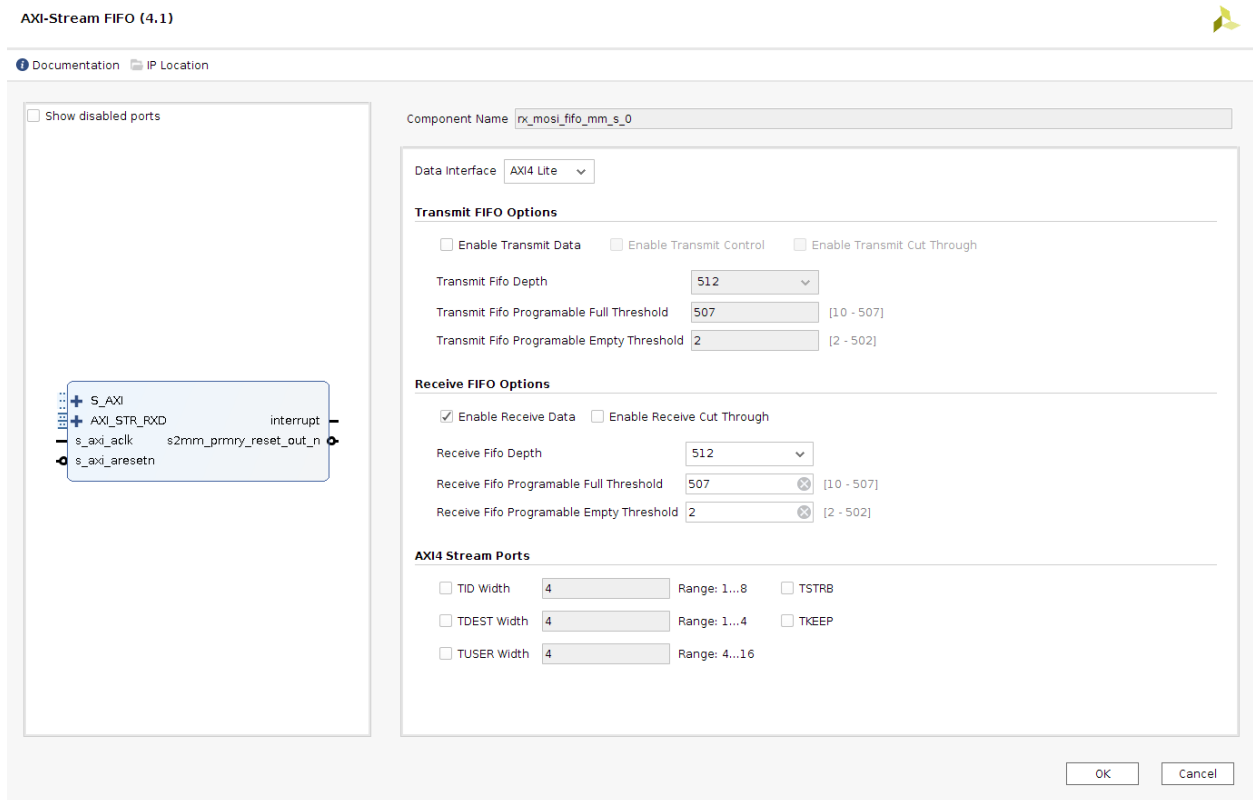 AXI-Stream FIFO (4.1)
Documentation IP Location
Show disabled ports
S_AXI
AXI_STR_RXD interrupt
s_axi_aclk s2mm_prmry_reset_out_n
s_axi_aresetn
Component Name rx_mosi_fifo_mm_s_0
Data Interface AXI4 Lite
Transmit FIFO Options
Enable Transmit Data Enable Transmit Control Enable Transmit Cut Through
Transmit Fifo Depth 512
Transmit Fifo Programable Full Threshold 507 [10 - 507]
Transmit Fifo Programable Empty Threshold 2 [2 - 502]
Receive FIFO Options
Enable Receive Data Enable Receive Cut Through
Receive Fifo Depth 512
Receive Fifo Programable Full Threshold 507 [10 - 507]
Receive Fifo Programable Empty Threshold 2 [2 - 502]
AXI4 Stream Ports
TID Width 4 Range: 1...8 TSTRB
TDEST Width 4 Range: 1...4 TKEEP
TUSER Width 4 Range: 4...16
OK Cancel